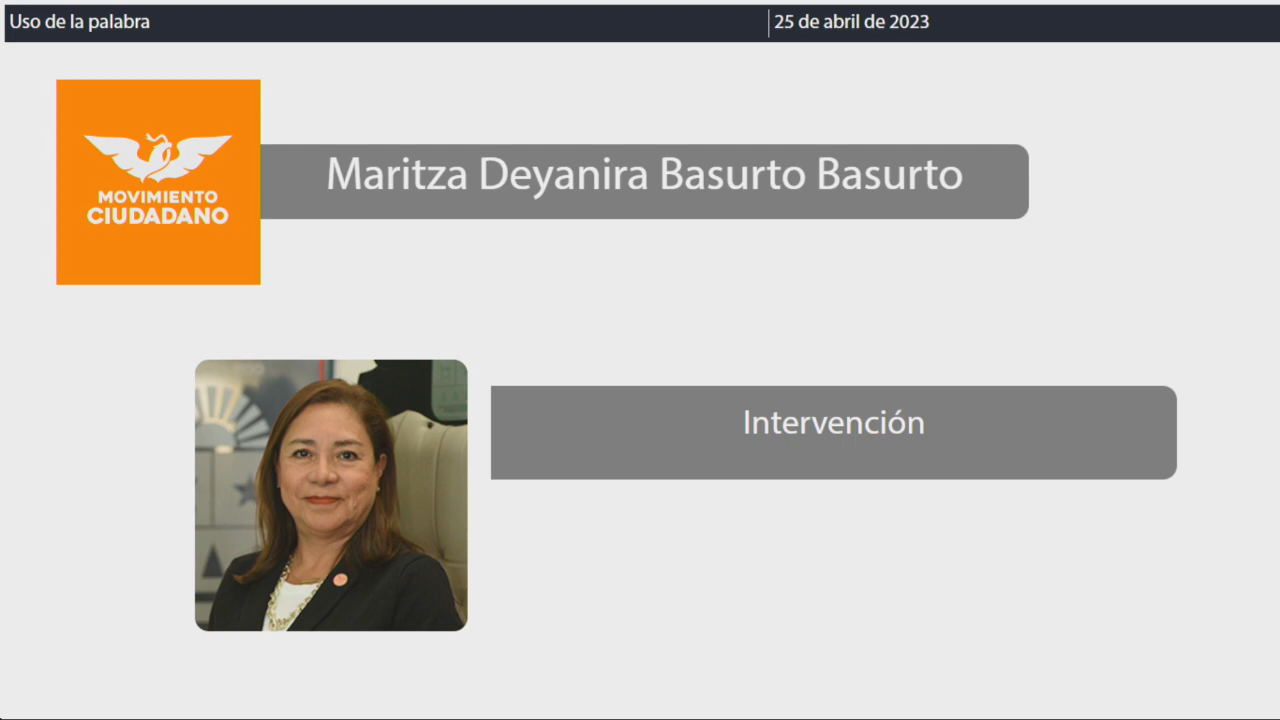 Uso de la palabra
25 de abril de 2023
MOVIMIENTO
CIUDADANO
Maritza Deyanira Basurto Basurto
Intervención